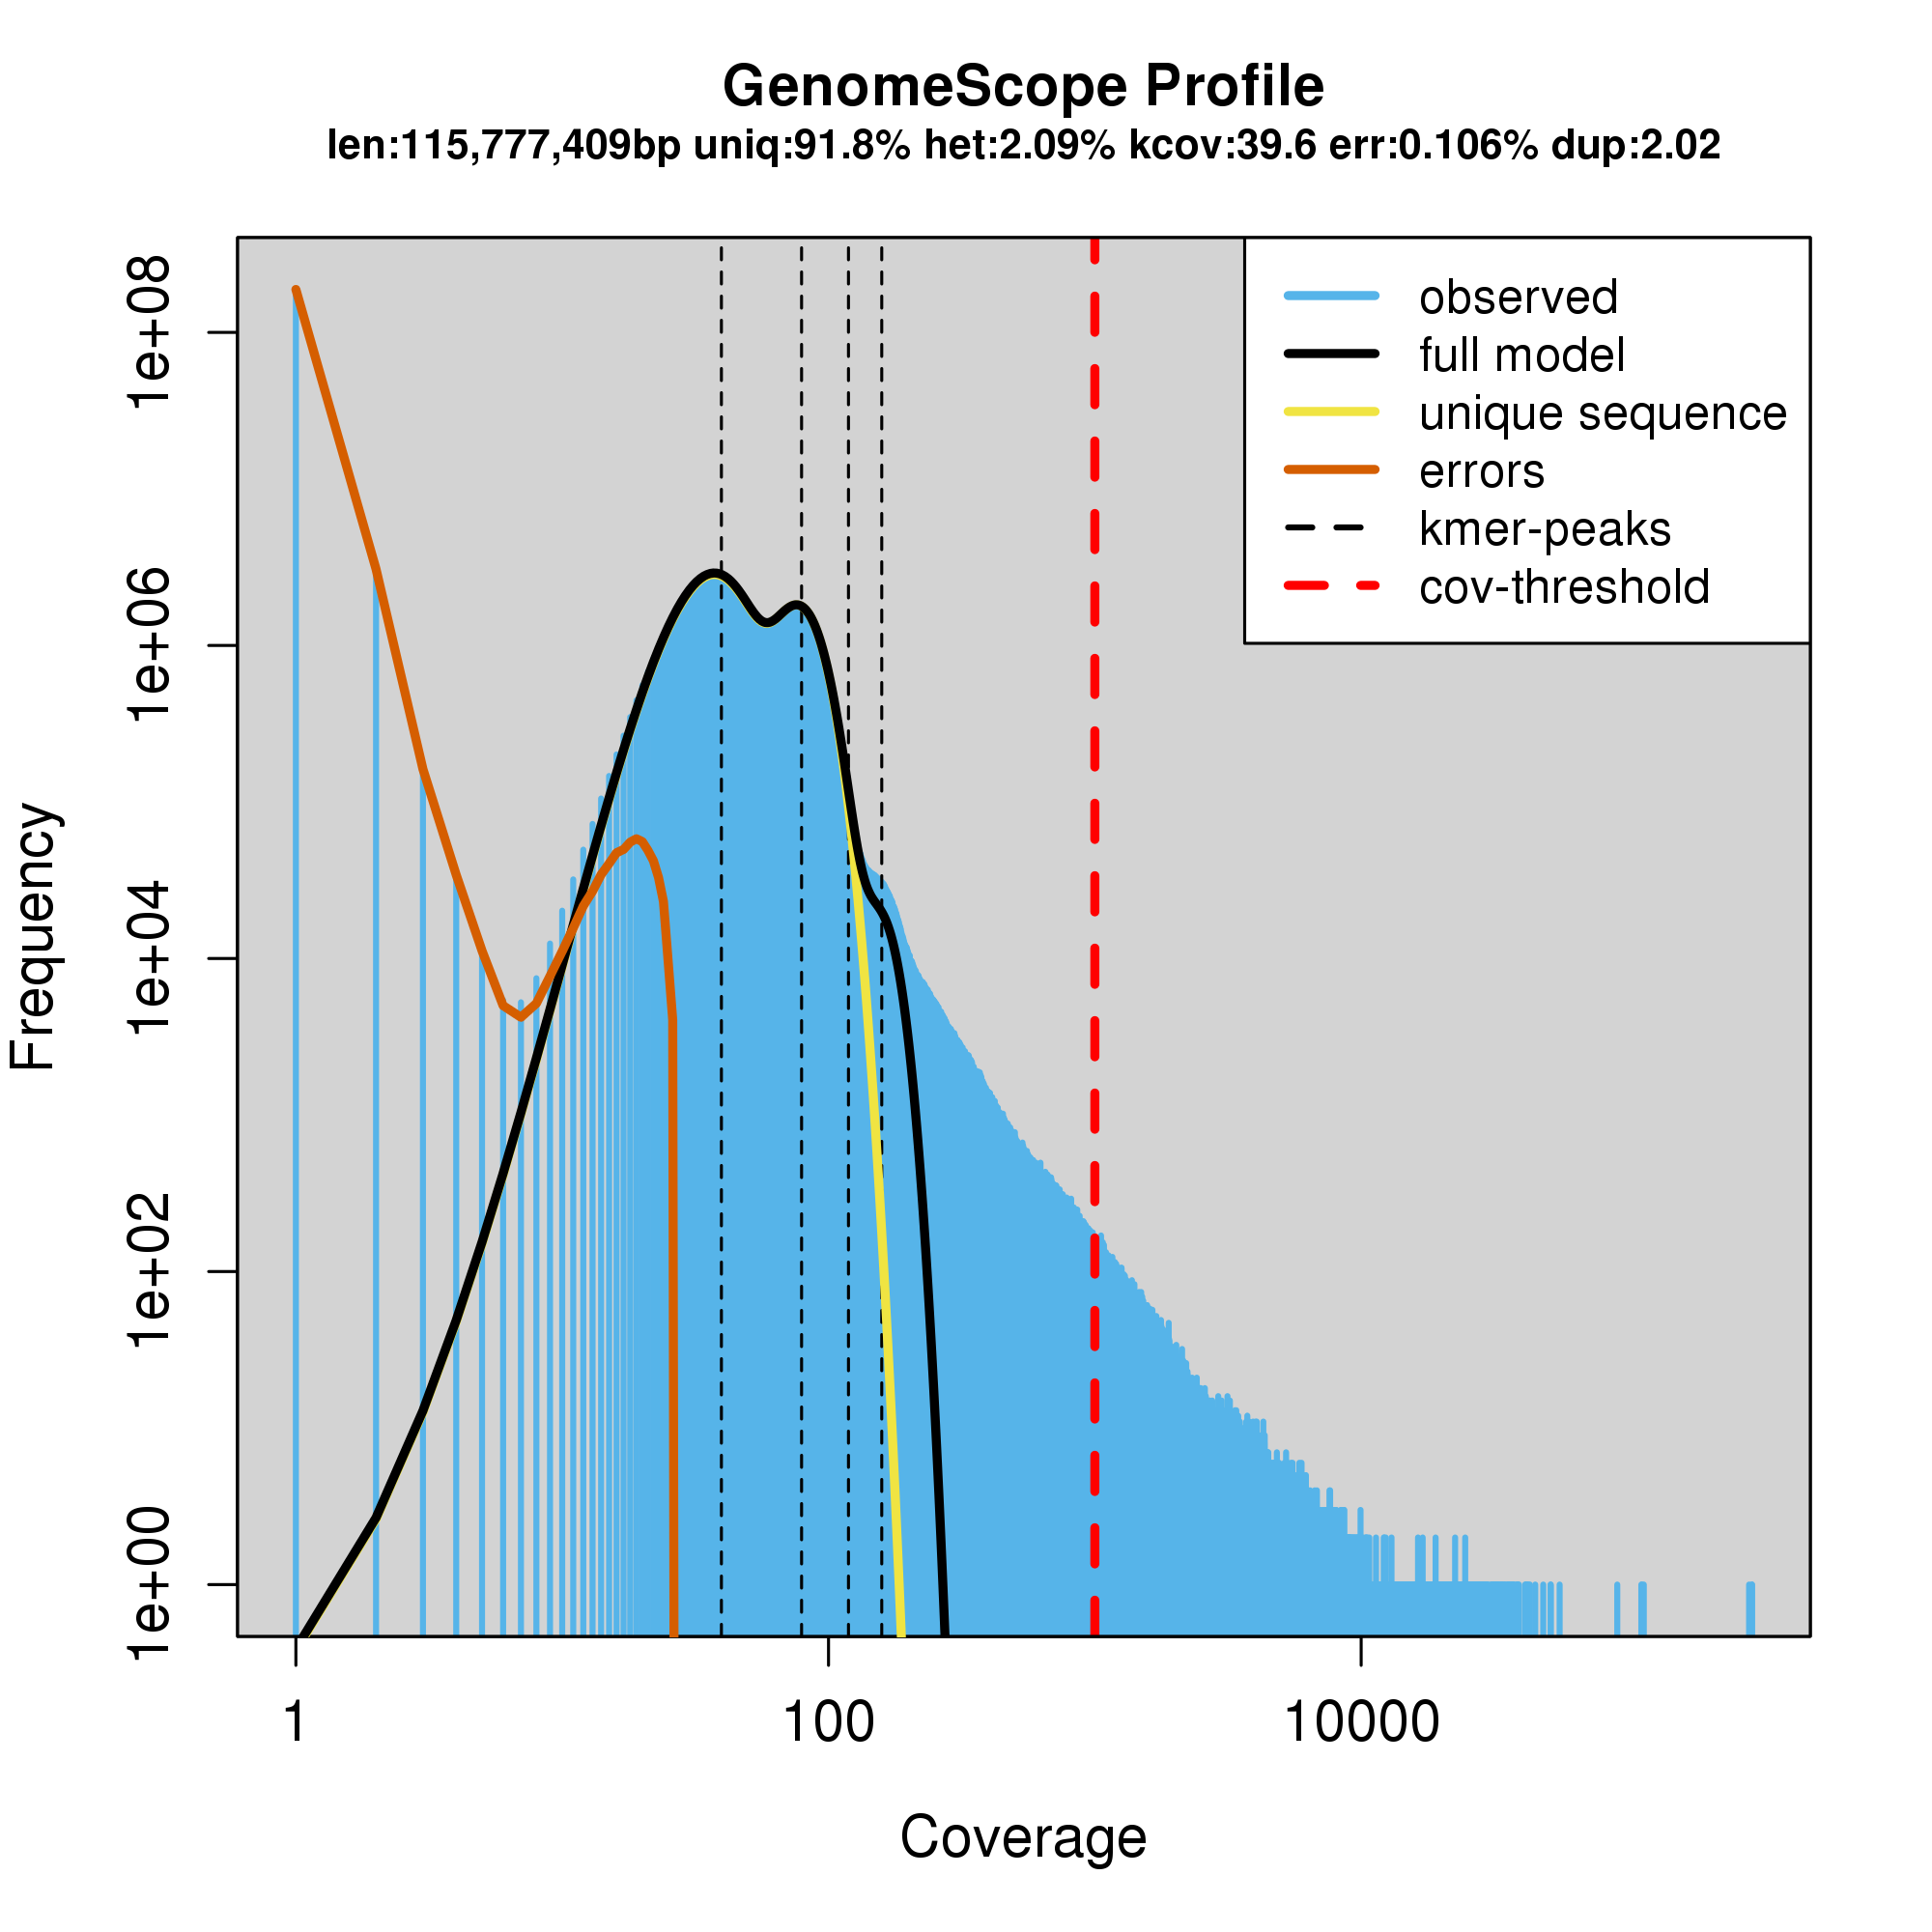 GenomeScope Profile
len:115,777,409bp uniq:91.8% het:2.09% kcov:39.6 err:0.106% dup:2.02
observed
full model
unique sequence
errors
kmer-peaks
cov-threshold
Frequency
1e+08
1e+06
1e+04
1e+02
1e+00
1
100
10000
Coverage